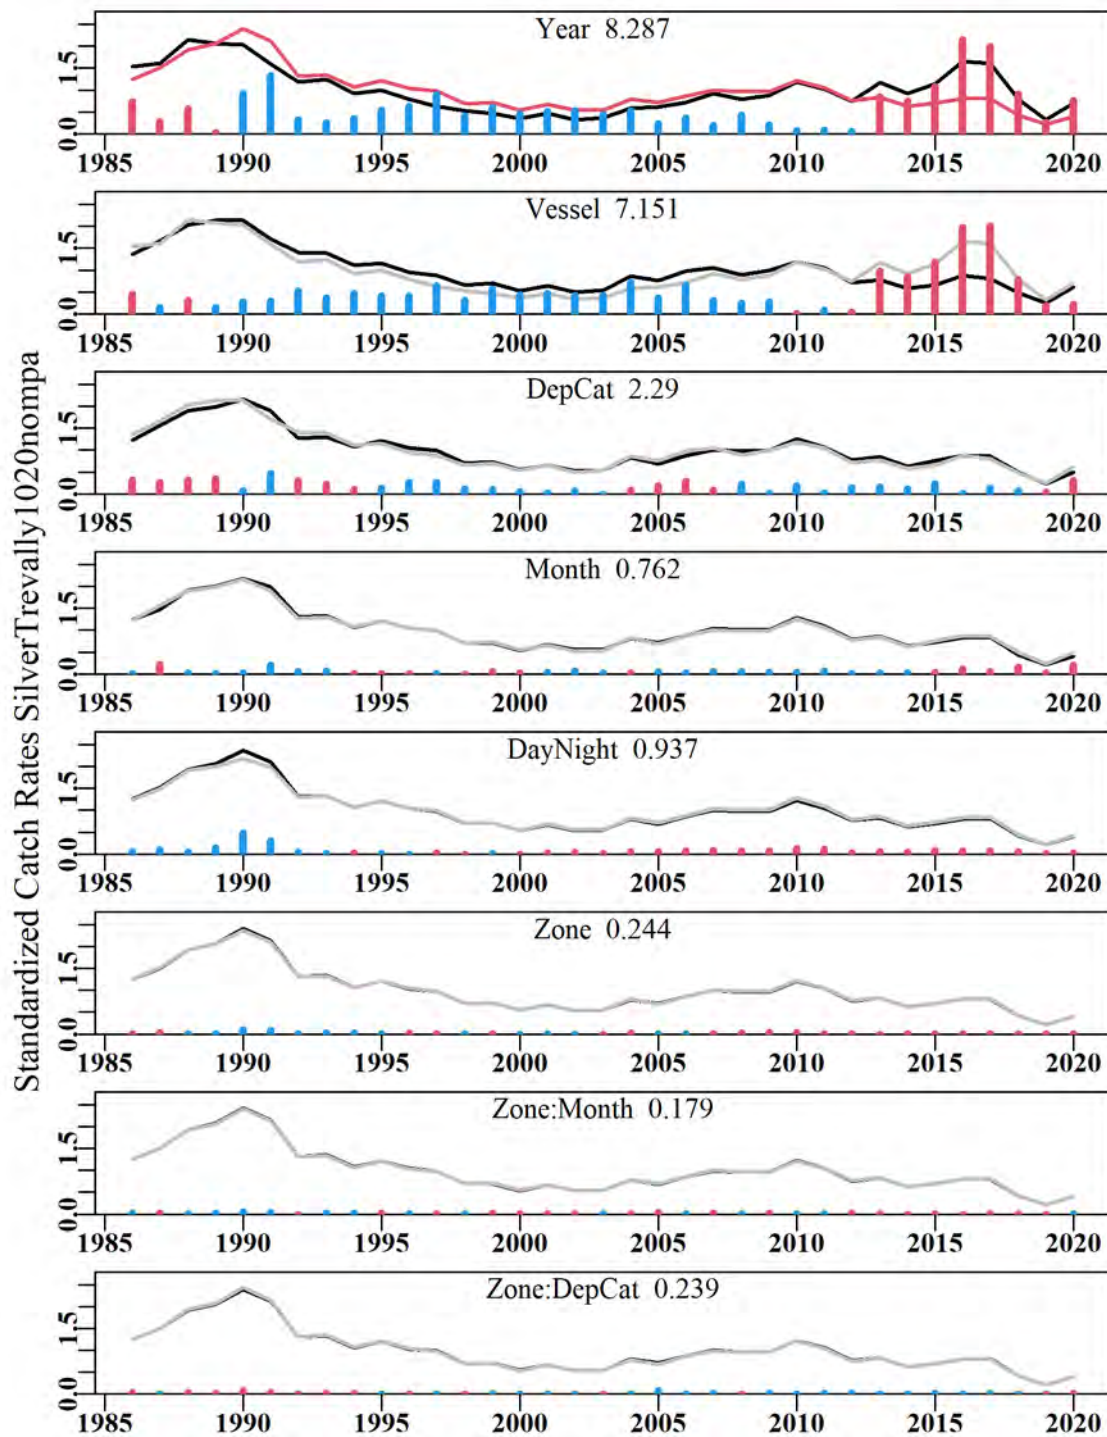 Standardized Catch Rates SilverTrevally1020nompa
Year 8.287
1.5
0.0
1985 1990 1995 2000 2005 2010 2015 2020
Vessel 7.151
1.5
0.0
1985 1990 1995 2000 2005 2010 2015 2020
DepCat 2.29
1.5
0.0
1985 1990 1995 2000 2005 2010 2015 2020
Month 0.762
1.5
0.0
1985 1990 1995 2000 2005 2010 2015 2020
DayNight 0.937
1.5
0.0
1985 1990 1995 2000 2005 2010 2015 2020
Zone 0.244
1.5
0.0
1985 1990 1995 2000 2005 2010 2015 2020
Zone:Month 0.179
1.5
0.0
1985 1990 1995 2000 2005 2010 2015 2020
Zone:DepCat 0.239
1.5
0.0
1985 1990 1995 2000 2005 2010 2015 2020